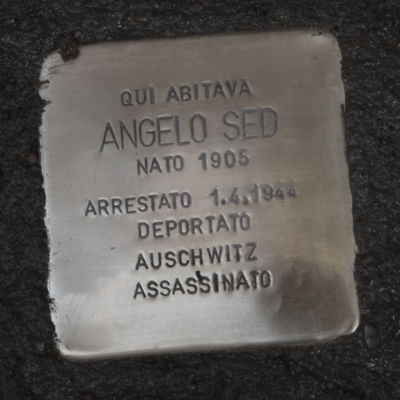 QUI ABITAVA
ANGELO SED
NATO 1905
ARRESTATO 1.4.1944
DEPORTATO
AUSCHWITZ
ASSASSINATO